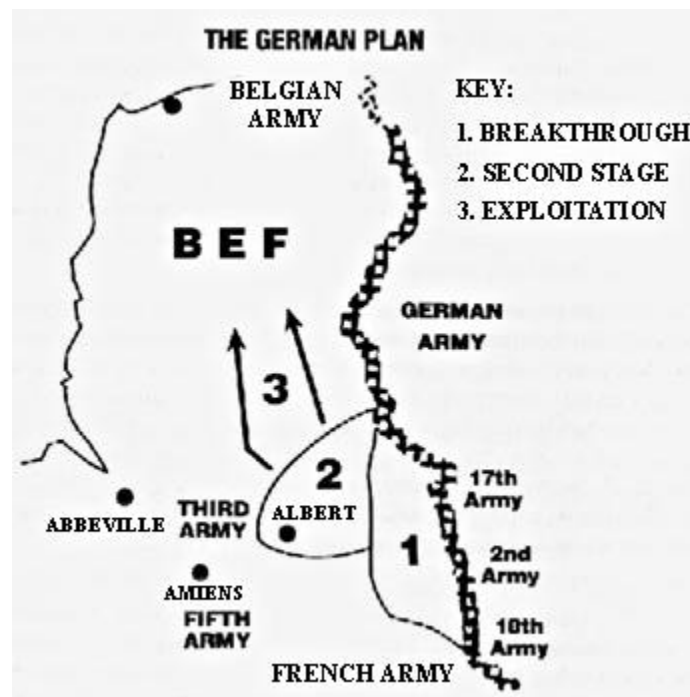 THE GERMAN PLAN
BELGIAN
ARMY
KEY:
1. BREAKTHROUGH
2. SECOND STAGE
3. EXPLOITATION
BEF
GERMAN
ARMY
3
2
17th
Army
ABBEVILLE
THIRD
ARMY
ALBERT
1
2nd
Army
AMIENS
FIFTH
ARMY
18th
Army
FRENCH ARMY